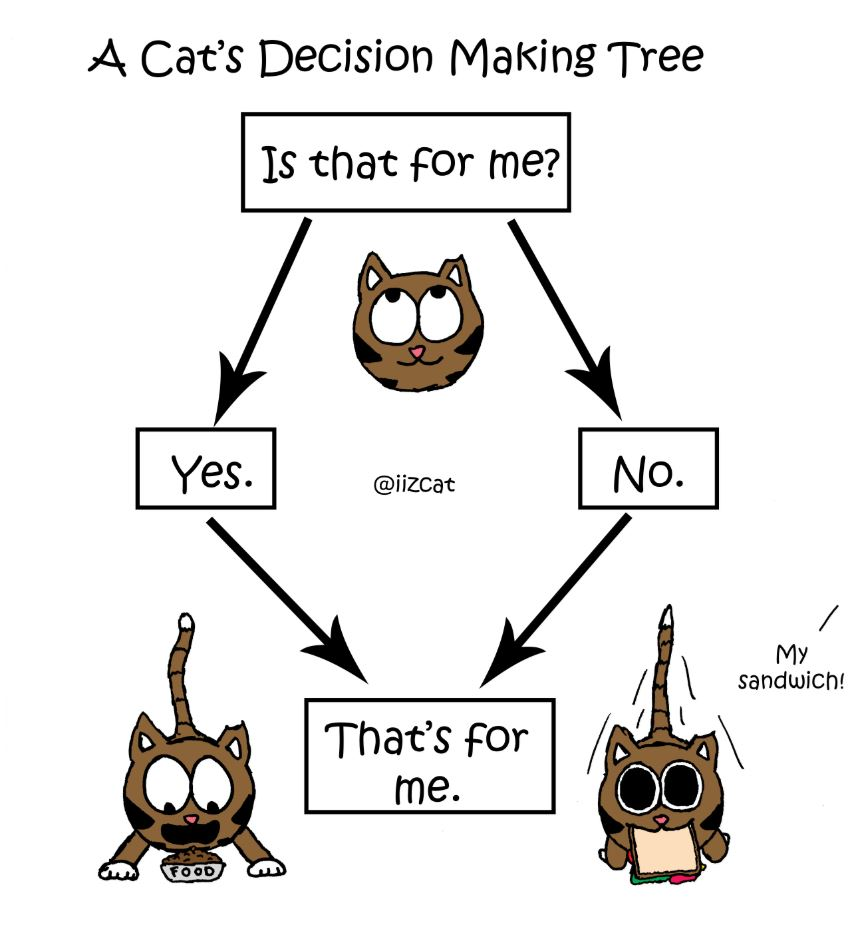 A Cat's Decision Making Tree
Is that for me?
Yes.
@iizcat
No.
My
sandwich!
That's for
me.
FOOD